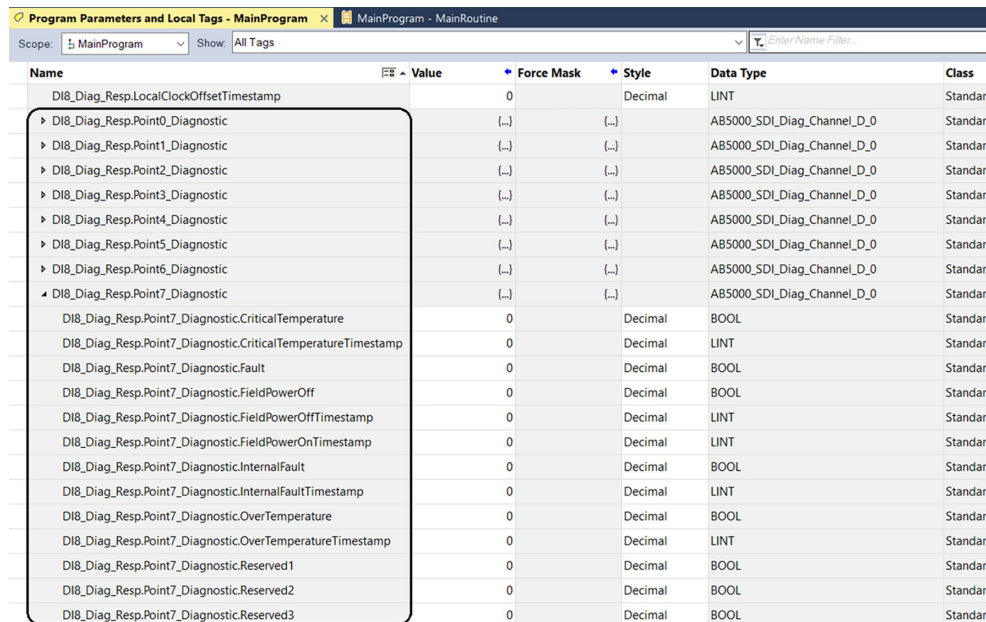 Program Parameters and Local Tags - MainProgram × MainProgram - MainRoutine
Scope: MainProgram Show: All Tags Enter Name Filter...
Name Value Force Mask Style Data Type Class
DI8_Diag_Resp.LocalClockOffsetTimestamp 0 Decimal LINT Standar
DI8_Diag_Resp.Point0_Diagnostic {...} {...} AB5000_SDI_Diag_Channel_D_0 Standar
DI8_Diag_Resp.Point1_Diagnostic {...} {...} AB5000_SDI_Diag_Channel_D_0 Standar
DI8_Diag_Resp.Point2_Diagnostic {...} {...} AB5000_SDI_Diag_Channel_D_0 Standar
DI8_Diag_Resp.Point3_Diagnostic {...} {...} AB5000_SDI_Diag_Channel_D_0 Standar
DI8_Diag_Resp.Point4_Diagnostic {...} {...} AB5000_SDI_Diag_Channel_D_0 Standar
DI8_Diag_Resp.Point5_Diagnostic {...} {...} AB5000_SDI_Diag_Channel_D_0 Standar
DI8_Diag_Resp.Point6_Diagnostic {...} {...} AB5000_SDI_Diag_Channel_D_0 Standar
DI8_Diag_Resp.Point7_Diagnostic {...} {...} AB5000_SDI_Diag_Channel_D_0 Standar
DI8_Diag_Resp.Point7_Diagnostic.CriticalTemperature 0 Decimal BOOL Standar
DI8_Diag_Resp.Point7_Diagnostic.CriticalTemperatureTimestamp 0 Decimal LINT Standar
DI8_Diag_Resp.Point7_Diagnostic.Fault 0 Decimal BOOL Standar
DI8_Diag_Resp.Point7_Diagnostic.FieldPowerOff 0 Decimal BOOL Standar
DI8_Diag_Resp.Point7_Diagnostic.FieldPowerOffTimestamp 0 Decimal LINT Standar
DI8_Diag_Resp.Point7_Diagnostic.FieldPowerOnTimestamp 0 Decimal LINT Standar
DI8_Diag_Resp.Point7_Diagnostic.InternalFault 0 Decimal BOOL Standar
DI8_Diag_Resp.Point7_Diagnostic.InternalFaultTimestamp 0 Decimal LINT Standar
DI8_Diag_Resp.Point7_Diagnostic.OverTemperature 0 Decimal BOOL Standar
DI8_Diag_Resp.Point7_Diagnostic.OverTemperatureTimestamp 0 Decimal LINT Standar
DI8_Diag_Resp.Point7_Diagnostic.Reserved1 0 Decimal BOOL Standar
DI8_Diag_Resp.Point7_Diagnostic.Reserved2 0 Decimal BOOL Standar
DI8_Diag_Resp.Point7_Diagnostic.Reserved3 0 Decimal BOOL Standar